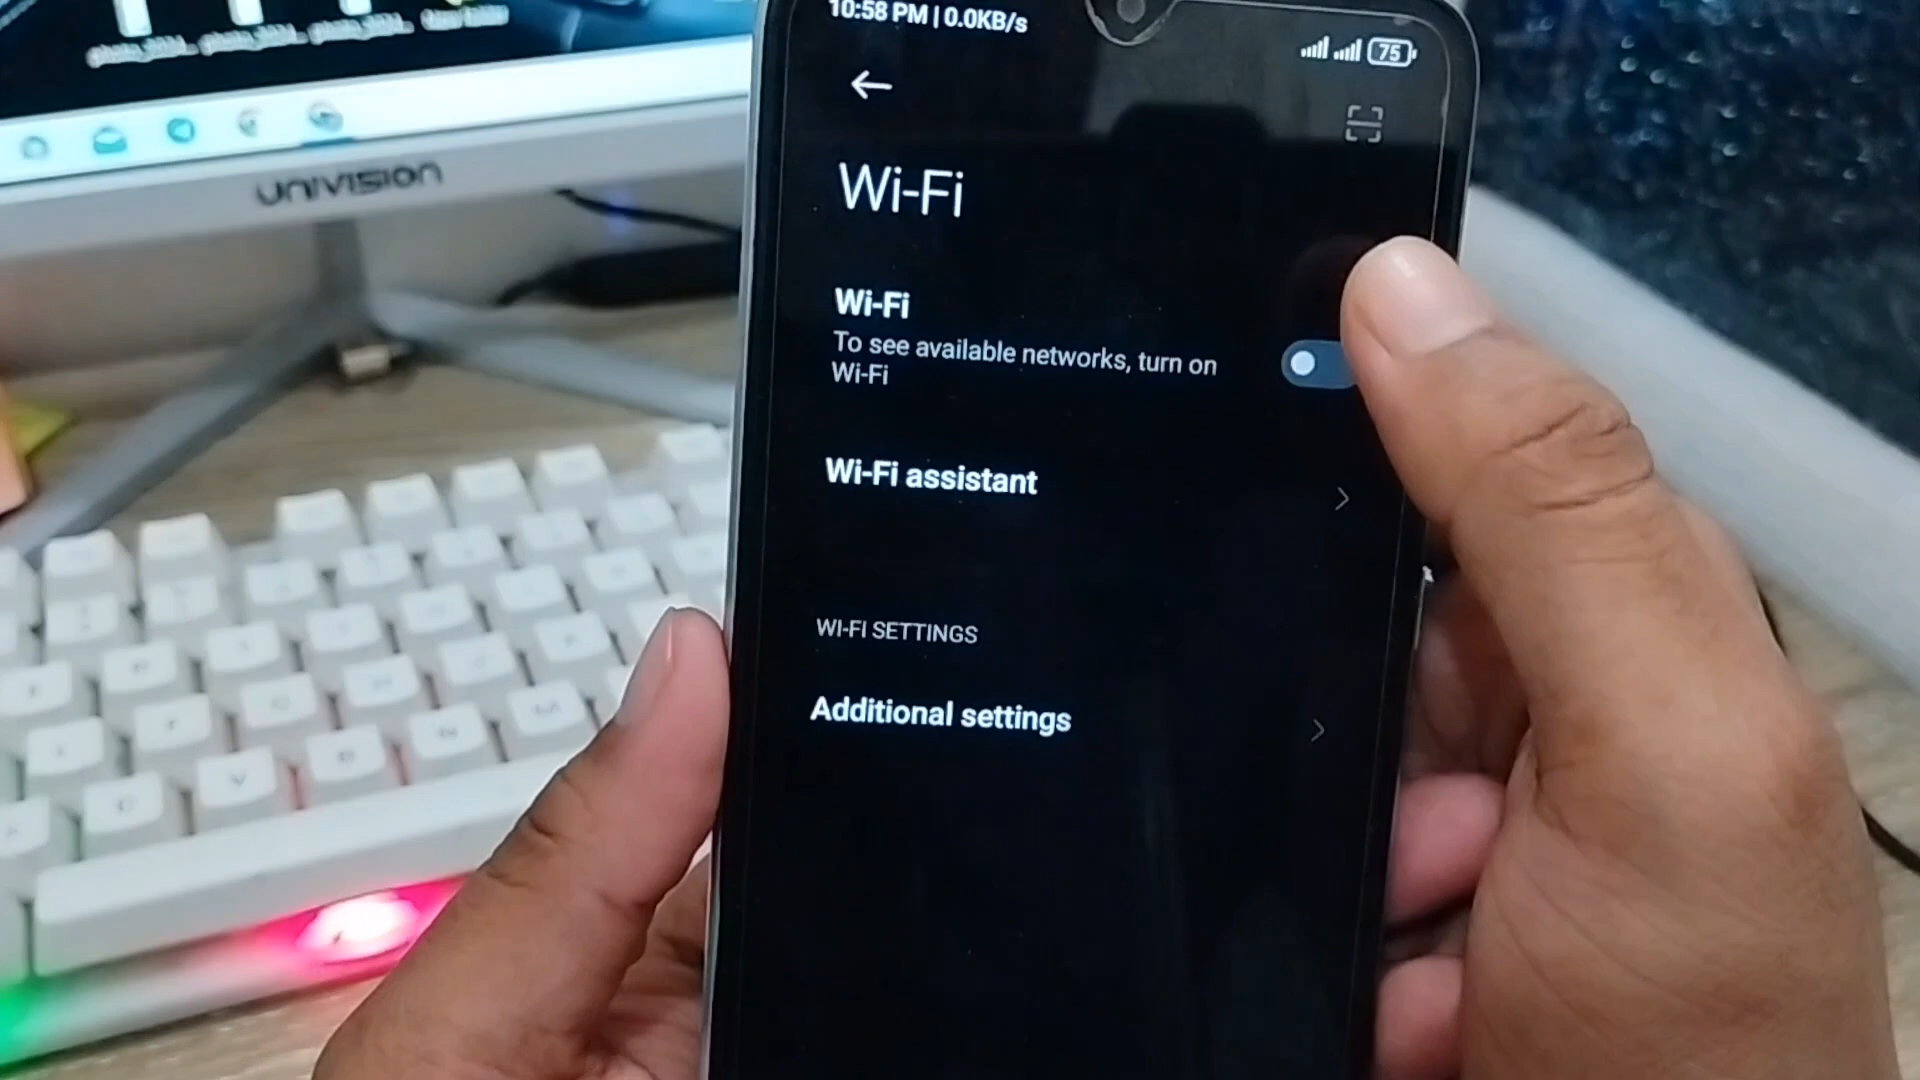 10:58 PM | 0.0KB/s
75
UNIVISION
Wi-Fi
Wi-Fi
To see available networks, turn on
Wi-Fi
Wi-Fi assistant
WI-FI SETTINGS
Additional settings
V